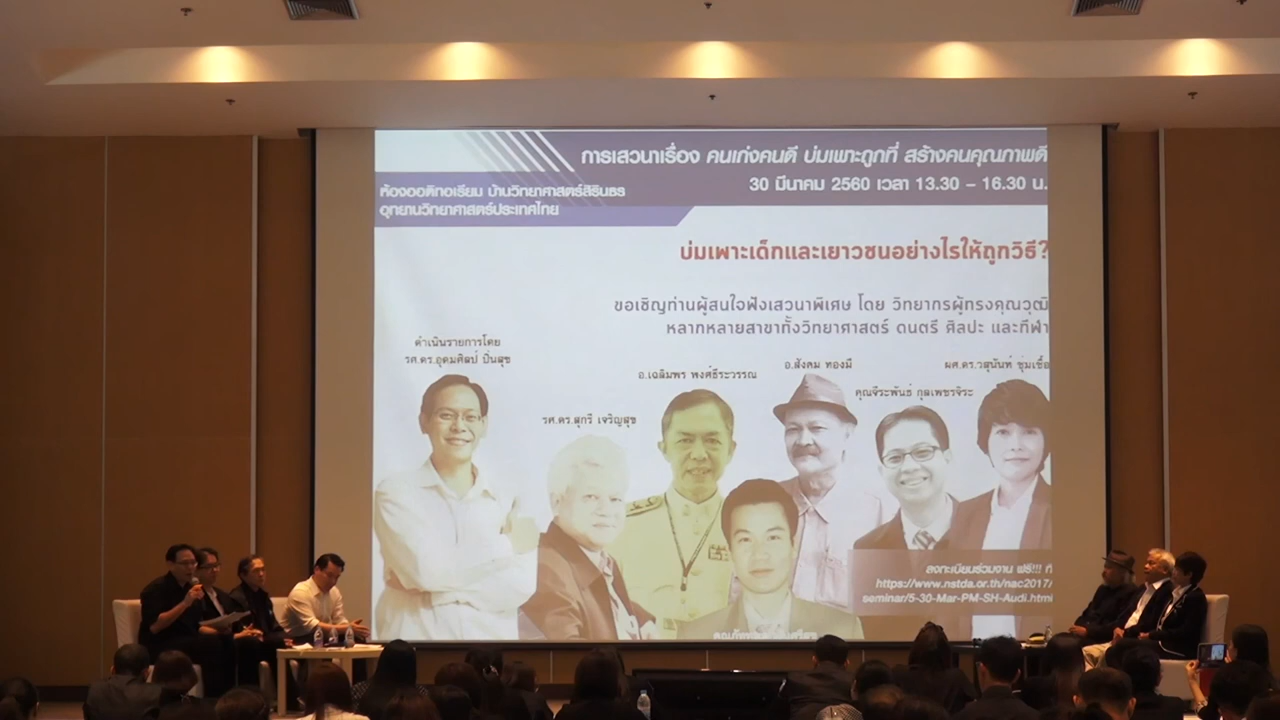 การเสวนาเรื่อง คนเก่งคนดี บ่มเพาะถูกที่ สร้างคนคุณภาพดี
30 มีนาคม 2560 เวลา 13.30 - 16.30 น.
ห้องออดิทอเรียม บ้านวิทยาศาสตร์สิรินธร
อุทยานวิทยาศาสตร์ประเทศไทย
บ่มเพาะเด็กและเยาวชนอย่างไรให้ถูกวิธี?
ขอเชิญท่านผู้สนใจฟังเสวนาพิเศษ โดย วิทยากรผู้ทรงคุณวุฒิ
หลากหลายสาขาทั้งวิทยาศาสตร์ ดนตรี ศิลปะ และกีฬา
ดำเนินรายการโดย
รศ.ดร.อุดมศิลป์ ปิ่นสุข
รศ.ดร.สุกรี เจริญสุข
อ.เฉลิมพร พงศ์ธีระวรรณ
อ.สังคม ทองมี
คุณจีระพันธ์ กุลเพชรจิระ
ผศ.ดร.วสุนันท์ ชุ่มเชื้อ
ลงทะเบียนร่วมงาน ฟรี!!! ที่
https://www.nstda.or.th/nac2017/
seminar/5-30-Mar-PM-SH-Audi.html